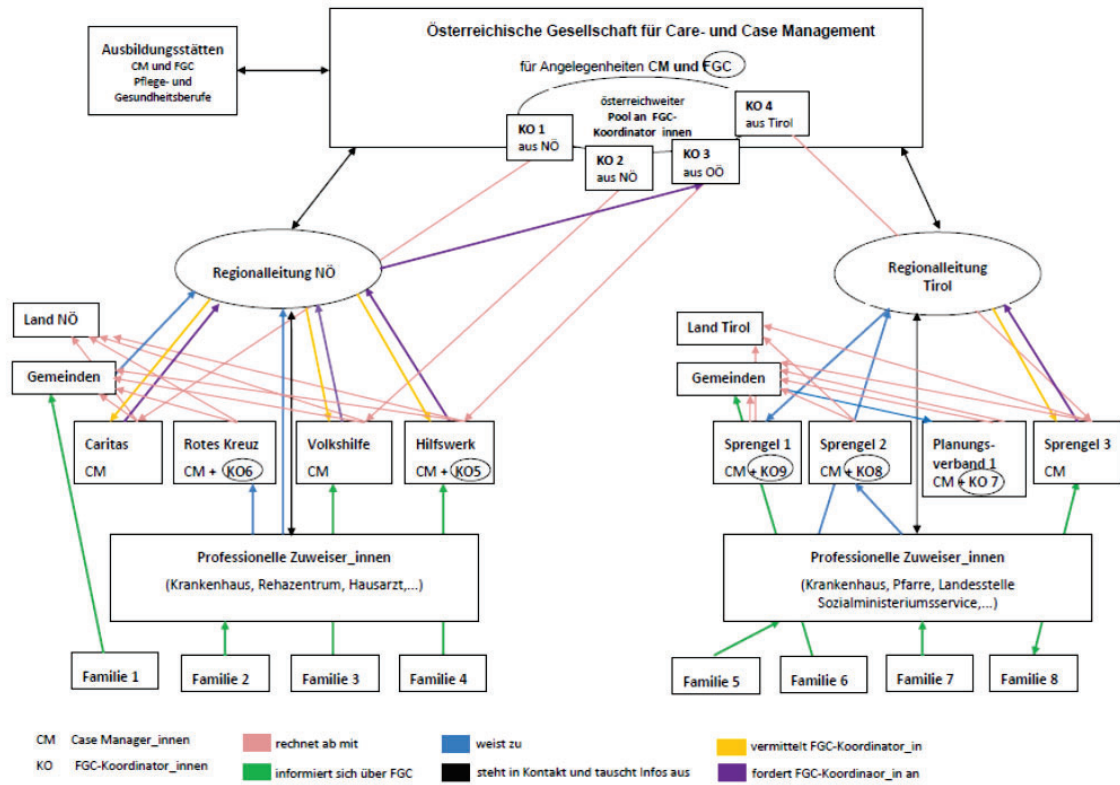 Österreichische Gesellschaft für Care- und Case Management
für Angelegenheiten CM und FGC
Ausbildungsstätten
CM und FGC
Pflege- und
Gesundheitsberufe
österreichweiter
Pool an FGC-
Koordinator_innen
KO 1
aus NÖ
KO 2
aus NÖ
KO 3
aus OÖ
KO 4
aus Tirol
Regionalleitung NÖ
Regionalleitung
Tirol
Land NÖ
Gemeinden
Land Tirol
Gemeinden
Caritas
CM
Rotes Kreuz
CM + KO6
Volkshilfe
CM
Hilfswerk
CM + KO5
Sprengel 1
CM + KO9
Sprengel 2
CM + KO8
Planungs-
verband 1
CM + KO 7
Sprengel 3
CM
Professionelle Zuweiser_innen
(Krankenhaus, Rehazentrum, Hausarzt,...)
Professionelle Zuweiser_innen
(Krankenhaus, Pfarre, Landesstelle
Sozialministeriumsservice,...)
Familie 1
Familie 2
Familie 3
Familie 4
Familie 5
Familie 6
Familie 7
Familie 8
CM Case Manager_innen
KO FGC-Koordinator_innen
rechnet ab mit
informiert sich über FGC
weist zu
steht in Kontakt und tauscht Infos aus
vermittelt FGC-Koordinator_in
fordert FGC-Koordinaor_in an